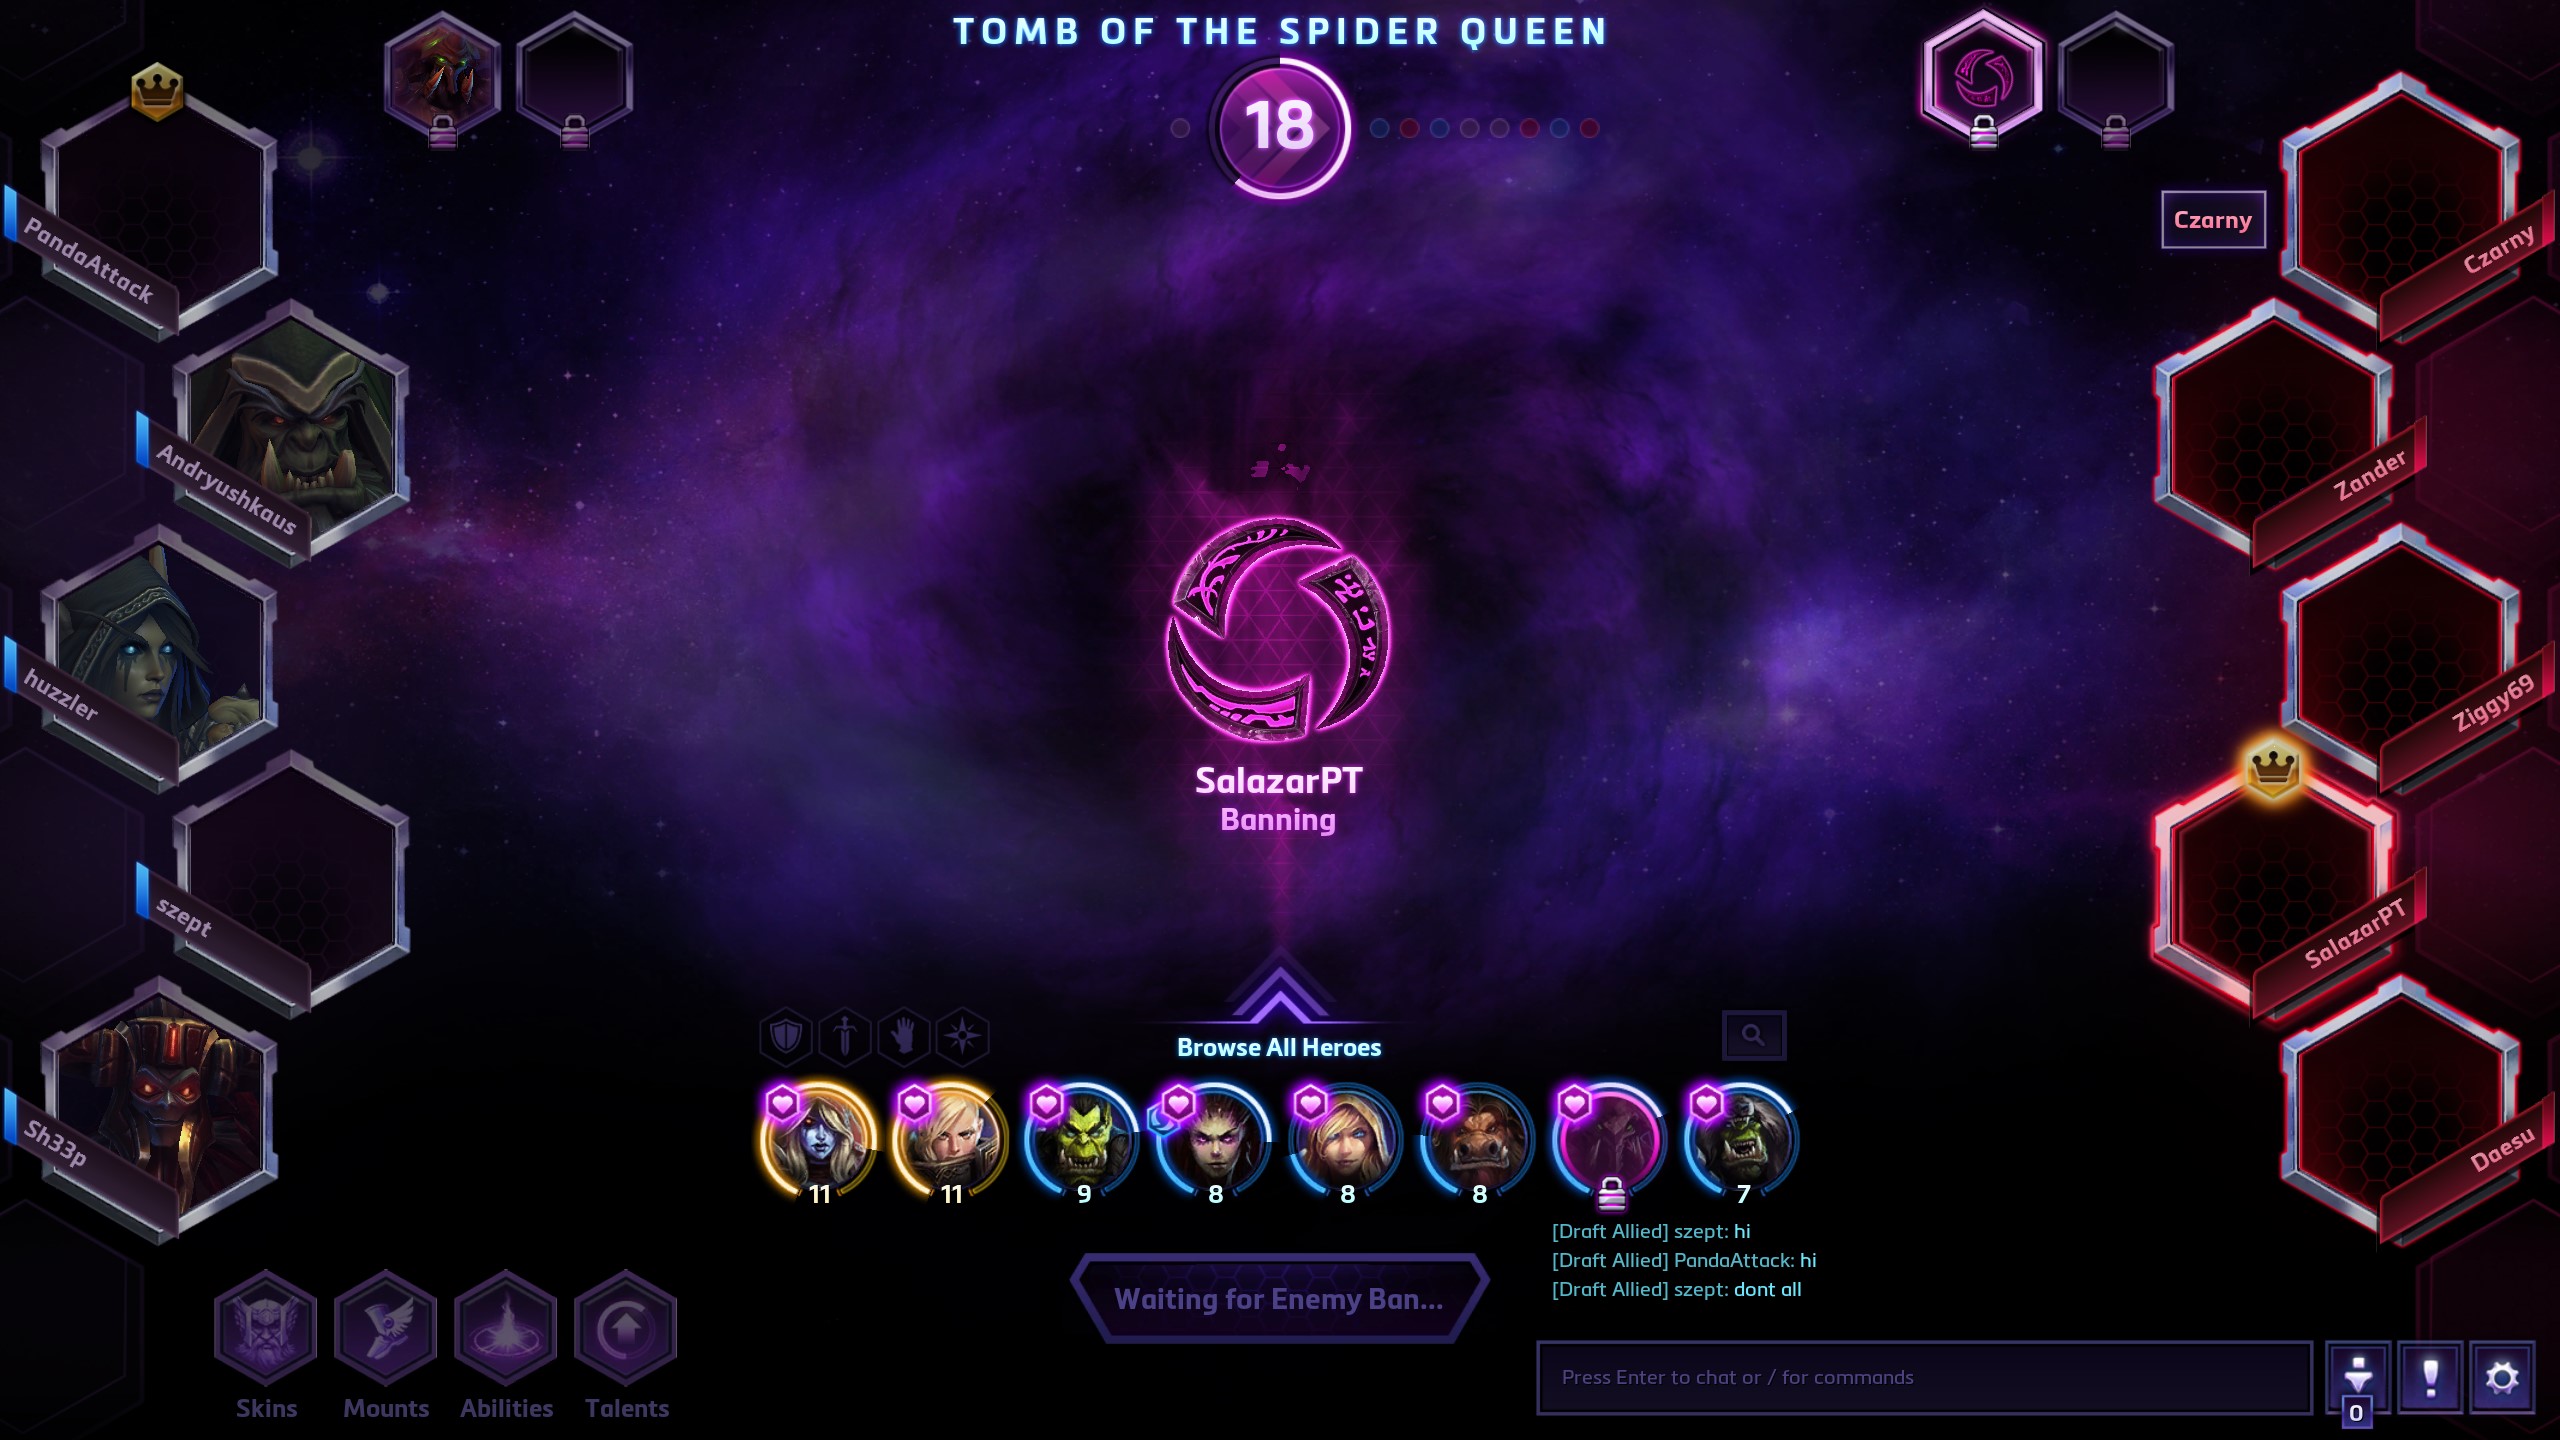 TOMB OF THE SPIDER QUEEN
18
PandaAttack
Andryushkaus
huzzler
szept
Sh33p
Czarny
Czarny
Zander
Ziggy69
SalazarPT
Daesu
SalazarPT
Banning
Browse All Heroes
11
11
9
8
8
8
7
[Draft Allied] szept: hi
[Draft Allied] PandaAttack: hi
[Draft Allied] szept: dont all
Waiting for Enemy Ban...
Skins
Mounts
Abilities
Talents
Press Enter to chat or / for commands
0